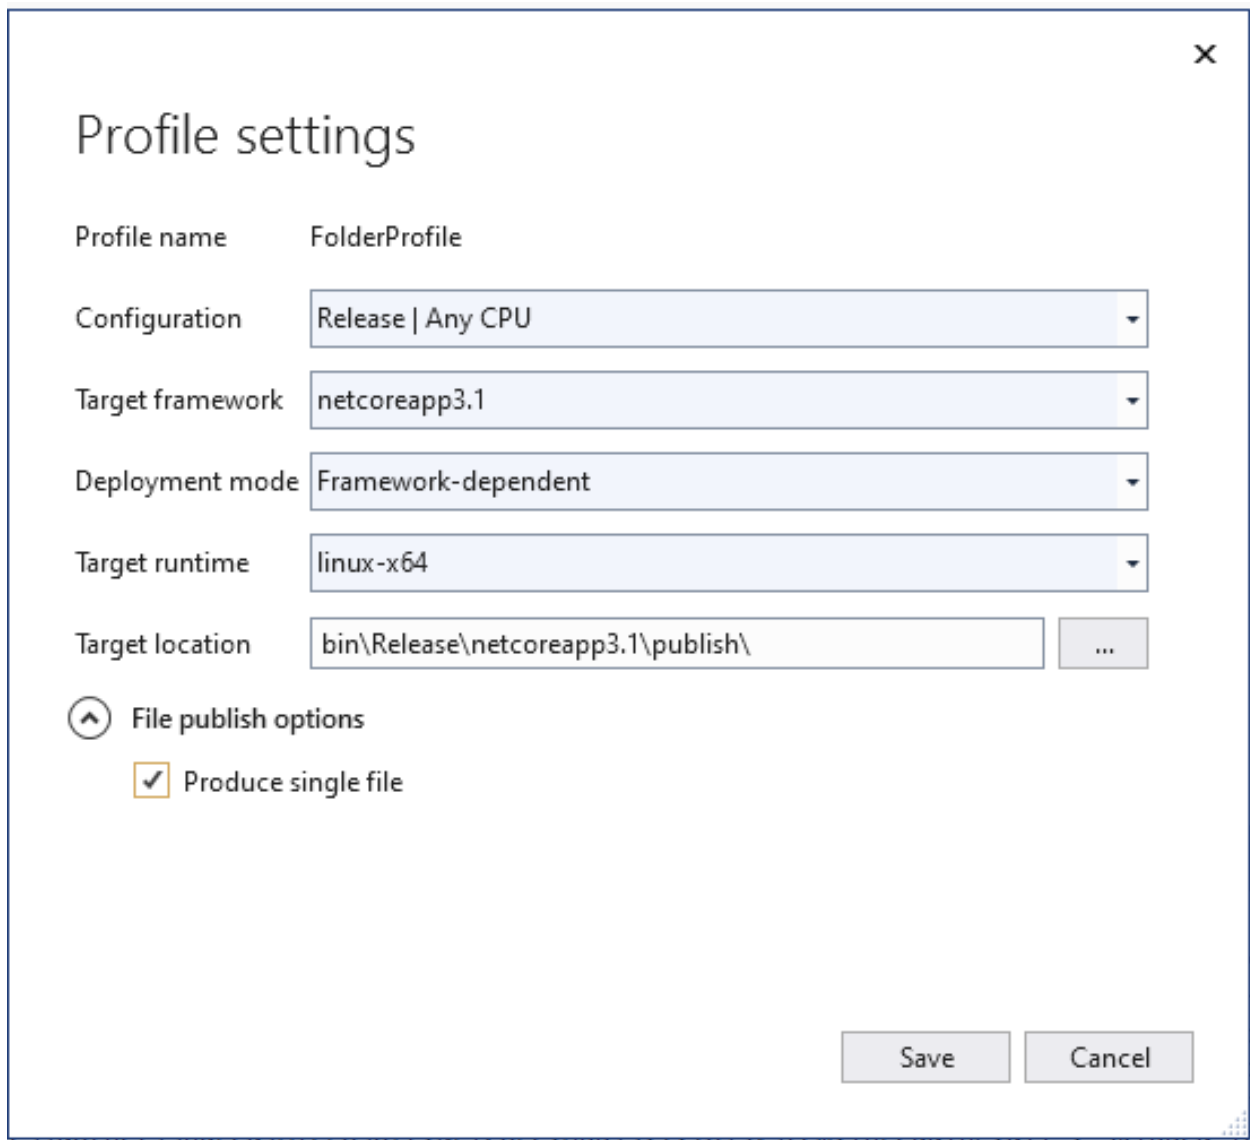 Profile settings
Profile name FolderProfile
Configuration Release | Any CPU
Target framework netcoreapp3.1
Deployment mode Framework-dependent
Target runtime linux-x64
Target location bin\Release\netcoreapp3.1\publish\ ...
File publish options
Produce single file
Save Cancel